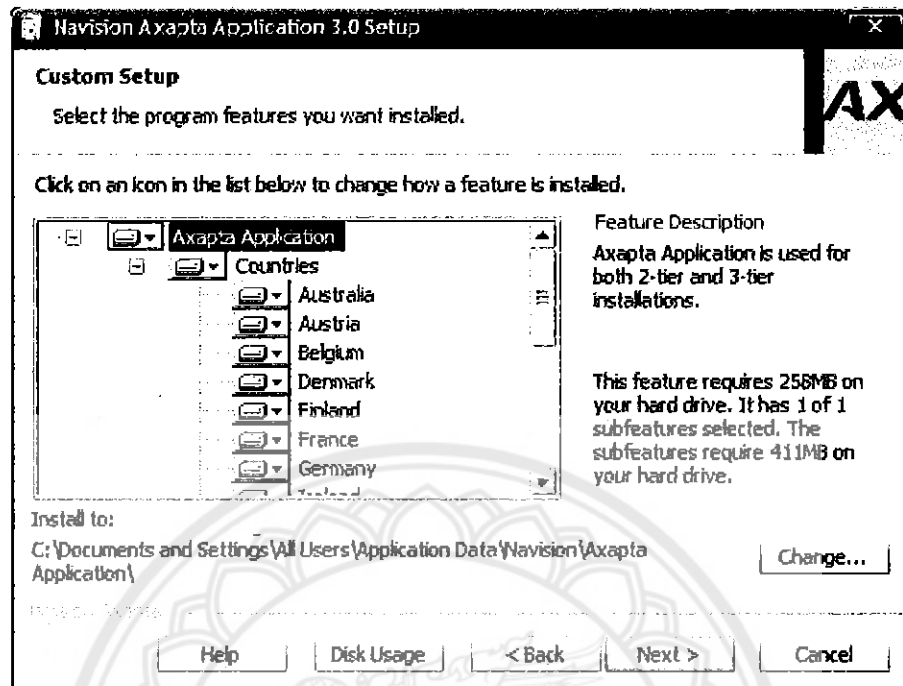 Navision Axapta Application 3.0 Setup
Custom Setup
Select the program features you want installed.
AX
Click on an icon in the list below to change how a feature is installed.
Axapta Application
Countries
Australia
Austria
Belgium
Denmark
Finland
France
Germany
Feature Description
Axapta Application is used for
both 2-tier and 3-tier
installations.
This feature requires 258MB on
your hard drive. It has 1 of 1
subfeatures selected. The
subfeatures require 411MB on
your hard drive.
Install to:
C:\Documents and Settings\All Users\Application Data\Navision\Axapta
Application\
Change...
Help
Disk Usage
< Back
Next >
Cancel